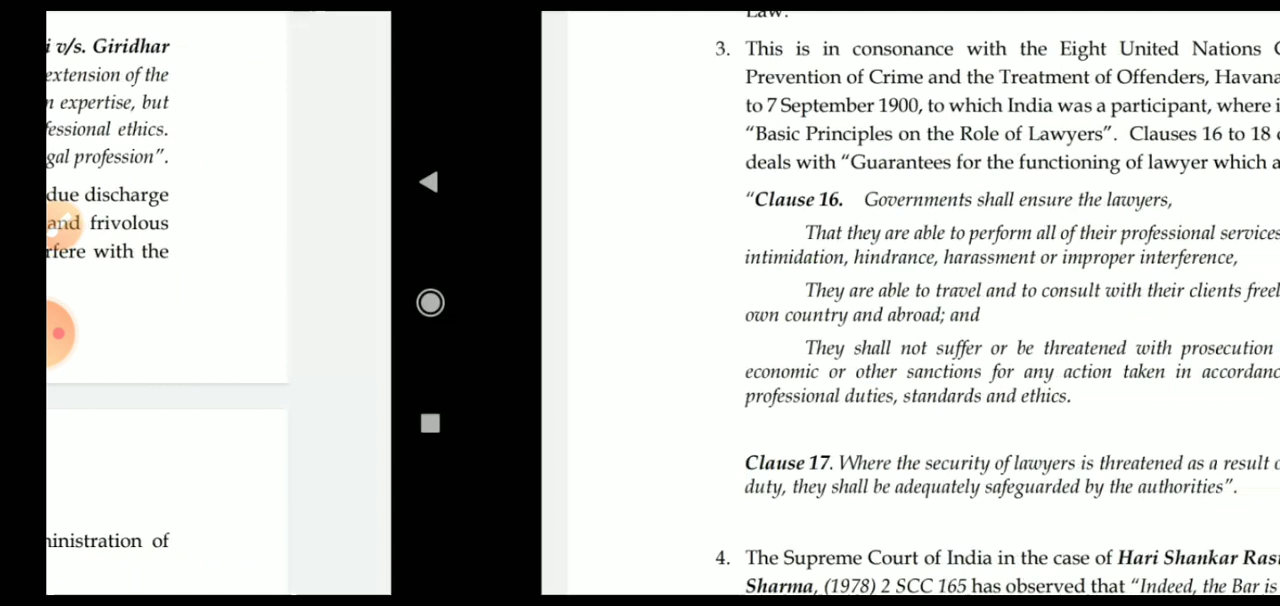 i v/s. Giridhar
extension of the
n expertise, but
fessional ethics.
gal profession".
due discharge
and frivolous
rfere with the
ministration of
Law.
3. This is in consonance with the Eight United Nations C
Prevention of Crime and the Treatment of Offenders, Havana
to 7 September 1900, to which India was a participant, where i
"Basic Principles on the Role of Lawyers". Clauses 16 to 18 o
deals with "Guarantees for the functioning of lawyer which a
"Clause 16. Governments shall ensure the lawyers,
That they are able to perform all of their professional services
intimidation, hindrance, harassment or improper interference,
They are able to travel and to consult with their clients freel
own country and abroad; and
They shall not suffer or be threatened with prosecution
economic or other sanctions for any action taken in accordanc
professional duties, standards and ethics.
Clause 17. Where the security of lawyers is threatened as a result o
duty, they shall be adequately safeguarded by the authorities".
4. The Supreme Court of India in the case of Hari Shankar Rast
Sharma, (1978) 2 SCC 165 has observed that "Indeed, the Bar is